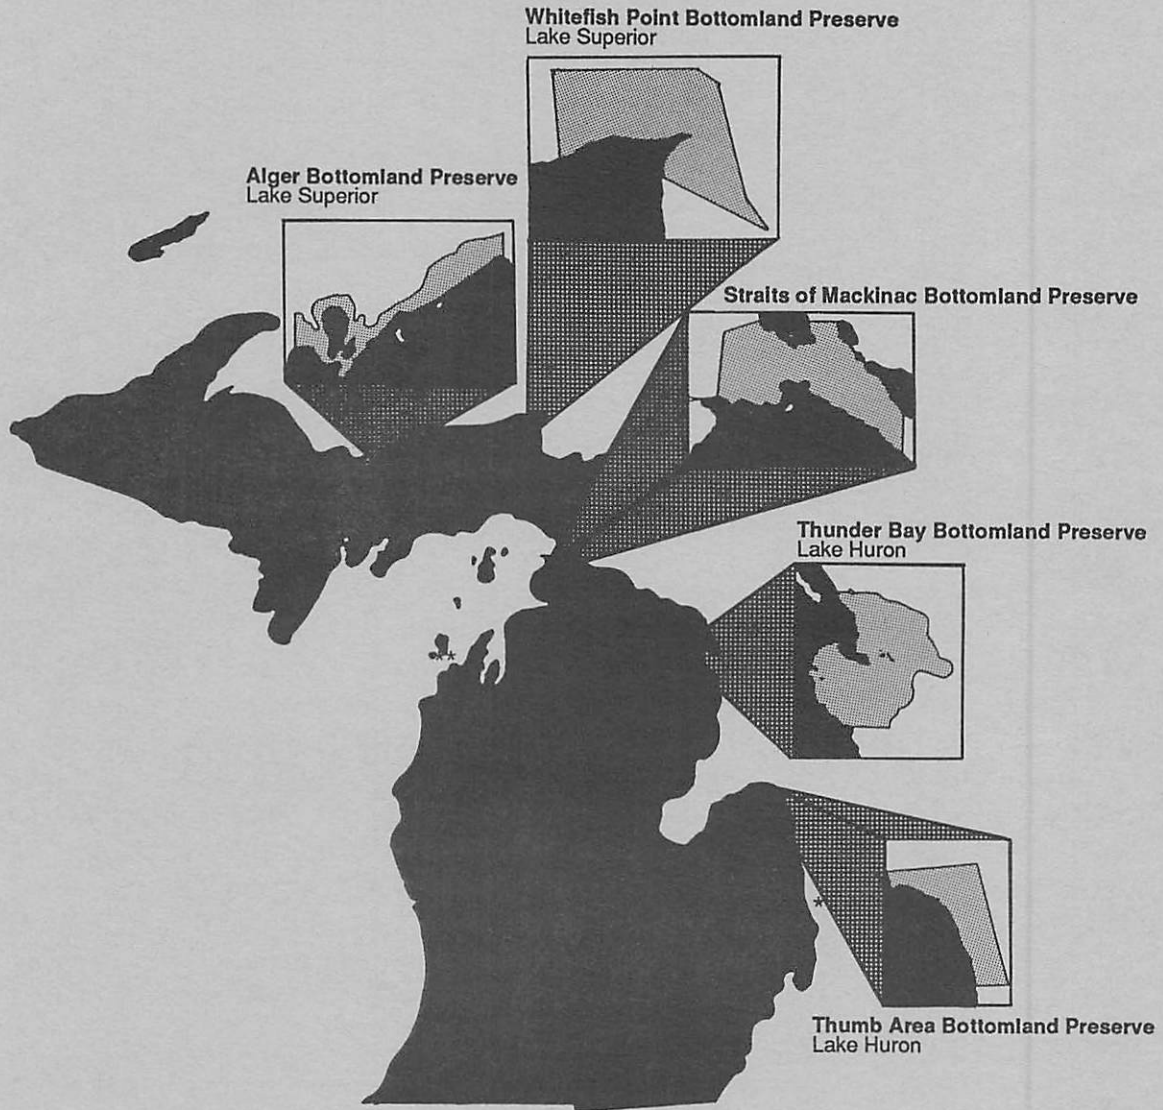 Whitefish Point Bottomland Preserve
Lake Superior
Alger Bottomland Preserve
Lake Superior
Straits of Mackinac Bottomland Preserve
Thunder Bay Bottomland Preserve
Lake Huron
**
*
Thumb Area Bottomland Preserve
Lake Huron